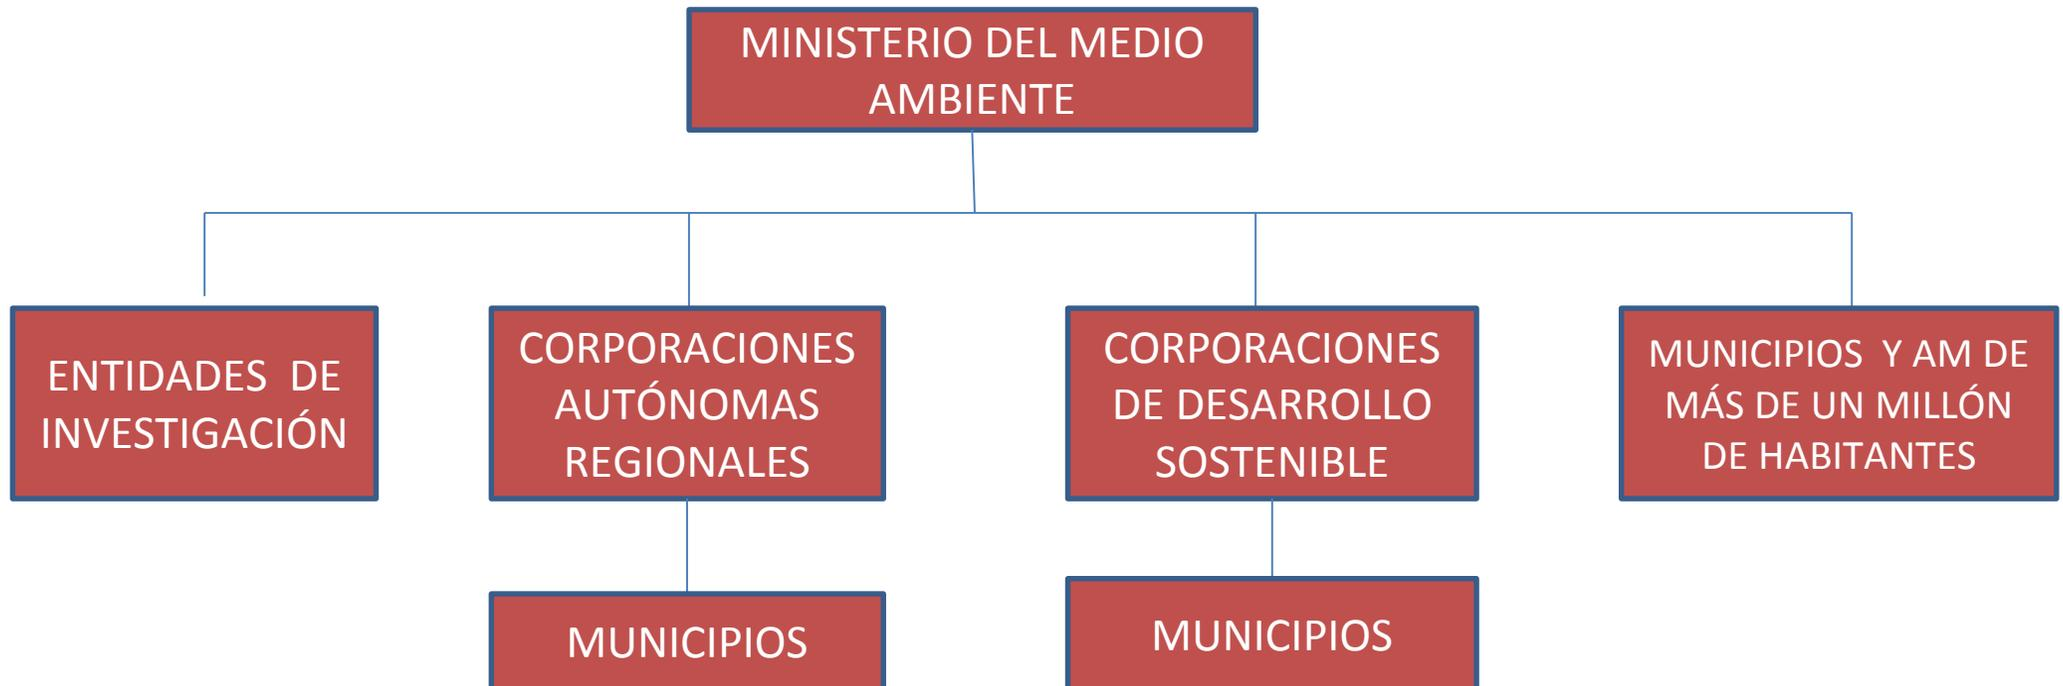 MINISTERIO DEL MEDIO
AMBIENTE
ENTIDADES DE
INVESTIGACIÓN
CORPORACIONES
AUTÓNOMAS
REGIONALES
CORPORACIONES
DE DESARROLLO
SOSTENIBLE
MUNICIPIOS Y AM DE
MÁS DE UN MILLÓN
DE HABITANTES
MUNICIPIOS
MUNICIPIOS